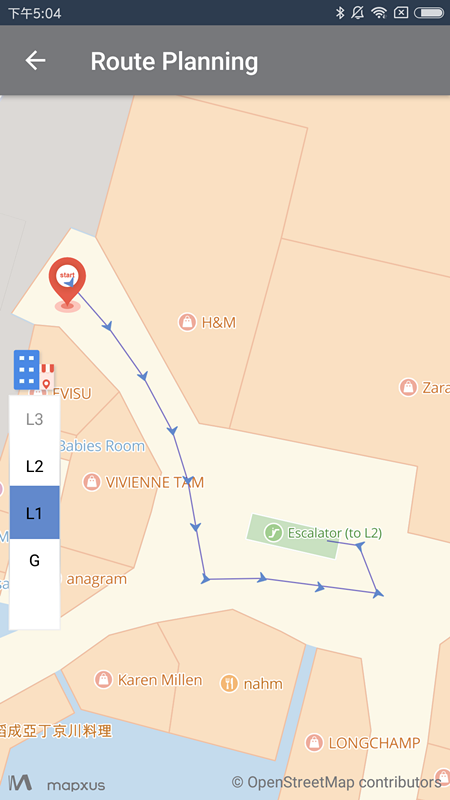 下午5:04
Route Planning
start
H&M
Zara
EVISU
L3
Babies Room
L2
VIVIENNE TAM
L1
Escalator (to L2)
G
anagram
Karen Millen
nahm
稻成亞丁京川料理
LONGCHAMP
mapxus
© OpenStreetMap contributors